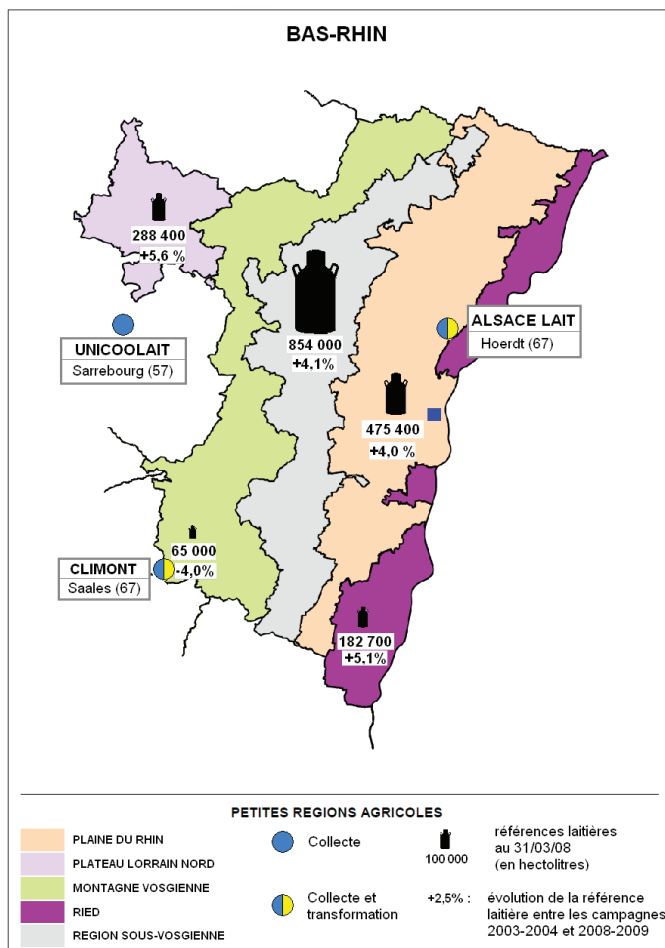 BAS-RHIN
288 400
+5,6 %
UNICOOLAIT
Sarrebourg (57)
854 000
+4,1%
ALSACE LAIT
Hoerdt (67)
475 400
+4,0 %
CLIMONT
Saales (67)
65 000
-4,0%
182 700
+5,1%
PETITES REGIONS AGRICOLES
PLAINE DU RHIN
PLATEAU LORRAIN NORD
MONTAGNE VOSGIENNE
RIED
REGION SOUS-VOSGIENNE
Collecte
Collecte et
transformation
100 000
références laitières
au 31/03/08
(en hectolitres)
+2,5% :
évolution de la référence
laitière entre les campagnes
2003-2004 et 2008-2009